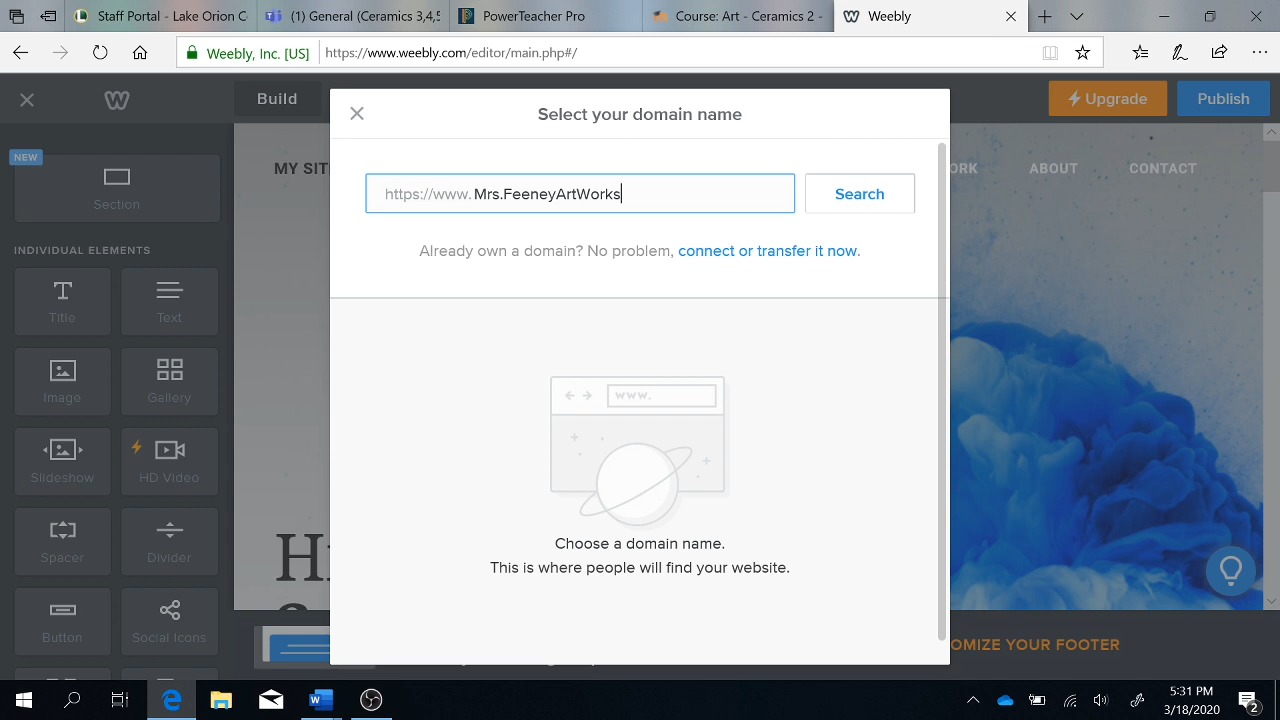 Staff Portal - Lake Orion C
General (Ceramics 3,4,5
PowerTeacher Pro
Course: Art - Ceramics 2 -
Weebly
Weebly, Inc. [US]
https://www.weebly.com/editor/main.php#/
Build
Select your domain name
Upgrade
Publish
NEW
Section
MY SIT
ORK
ABOUT
CONTACT
https://www. Mrs.FeeneyArtWorks
Search
Already own a domain? No problem, connect or transfer it now.
INDIVIDUAL ELEMENTS
Title
Text
Image
Gallery
Slideshow
HD Video
Spacer
Divider
Button
Social Icons
www.
Choose a domain name.
This is where people will find your website.
OMIZE YOUR FOOTER
5:31 PM
3/18/2020
2